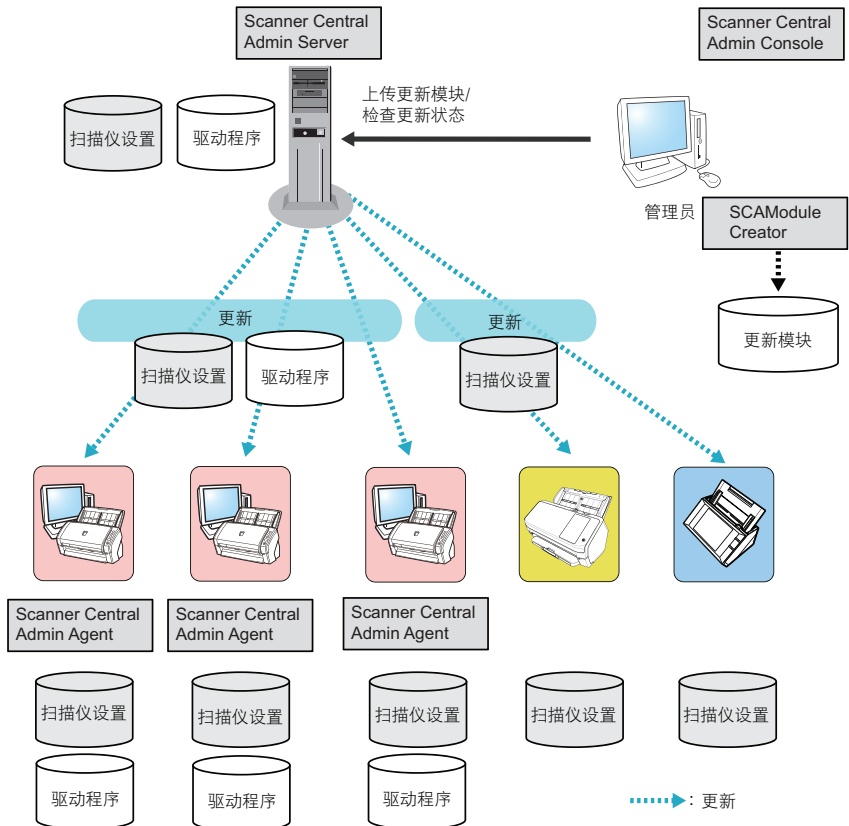 Scanner Central
Admin Server
Scanner Central
Admin Console
上传更新模块/
检查更新状态
扫描仪设置
驱动程序
管理员
SCAModule
Creator
更新
更新
更新模块
扫描仪设置
驱动程序
扫描仪设置
Scanner Central
Admin Agent
Scanner Central
Admin Agent
Scanner Central
Admin Agent
扫描仪设置
扫描仪设置
扫描仪设置
扫描仪设置
扫描仪设置
驱动程序
驱动程序
驱动程序
：更新